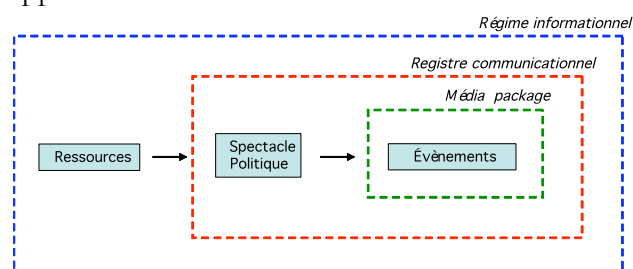 Régime informationnel
Registre communicationnel
Média package
Ressources
Spectacle
Politique
Évènements